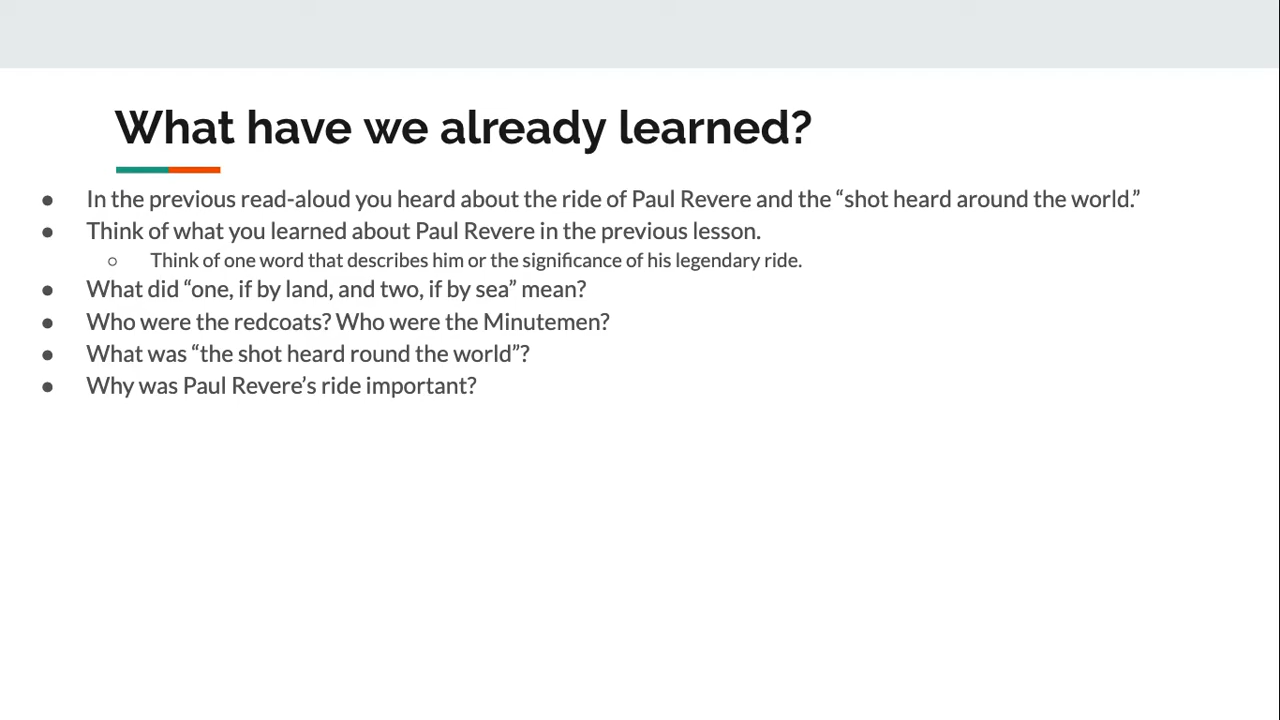 What have we already learned?
● In the previous read-aloud you heard about the ride of Paul Revere and the “shot heard around the world.”
● Think of what you learned about Paul Revere in the previous lesson.
○ Think of one word that describes him or the significance of his legendary ride.
● What did “one, if by land, and two, if by sea” mean?
● Who were the redcoats? Who were the Minutemen?
● What was “the shot heard round the world”?
● Why was Paul Revere’s ride important?